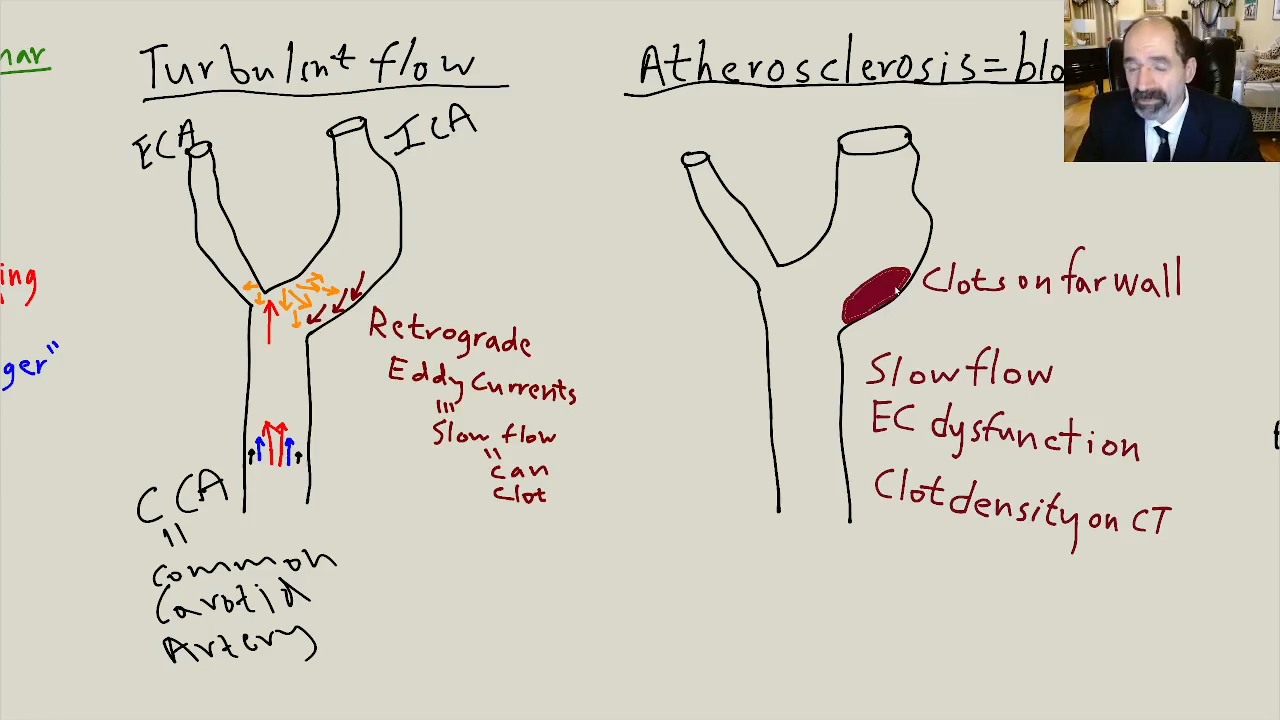 nar
Turbulent flow
ECA
ICA
ing
ger"
Retrograde
Eddy Currents
=
Slow flow
=
can
clot
CCA
=
common
Carotid
Artery
Atherosclerosis=blo
Clots on far wall
Slow flow
EC dysfunction
Clot density on CT